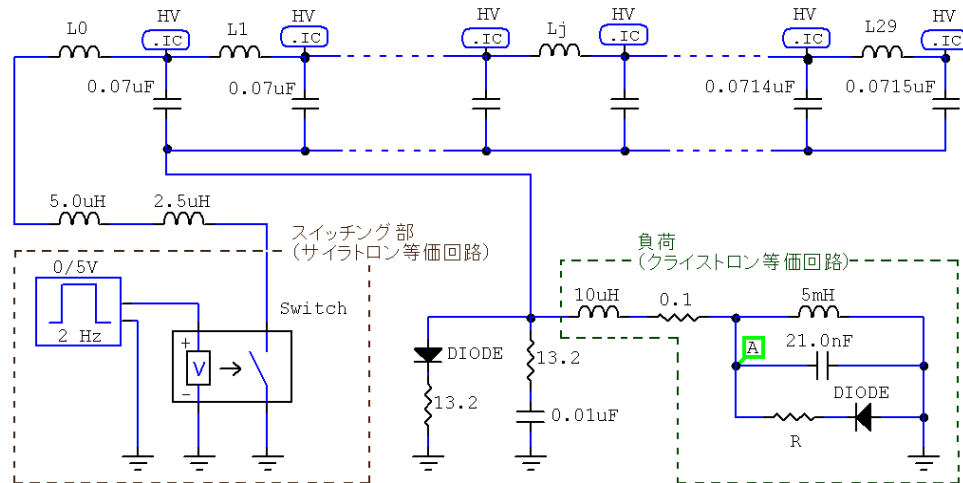 L0
HV
.IC
L1
HV
.IC
HV
.IC
Lj
HV
.IC
HV
.IC
L29
HV
.IC
0.07uF
0.07uF
0.0714uF
0.0715uF
5.0uH
2.5uH
スイッチング部
(サイラトロン等価回路)
0/5V
2 Hz
Switch
+
V
-
負荷
(クライストロン等価回路)
10uH
0.1
5mH
A
21.0nF
DIODE
R
DIODE
13.2
13.2
0.01uF